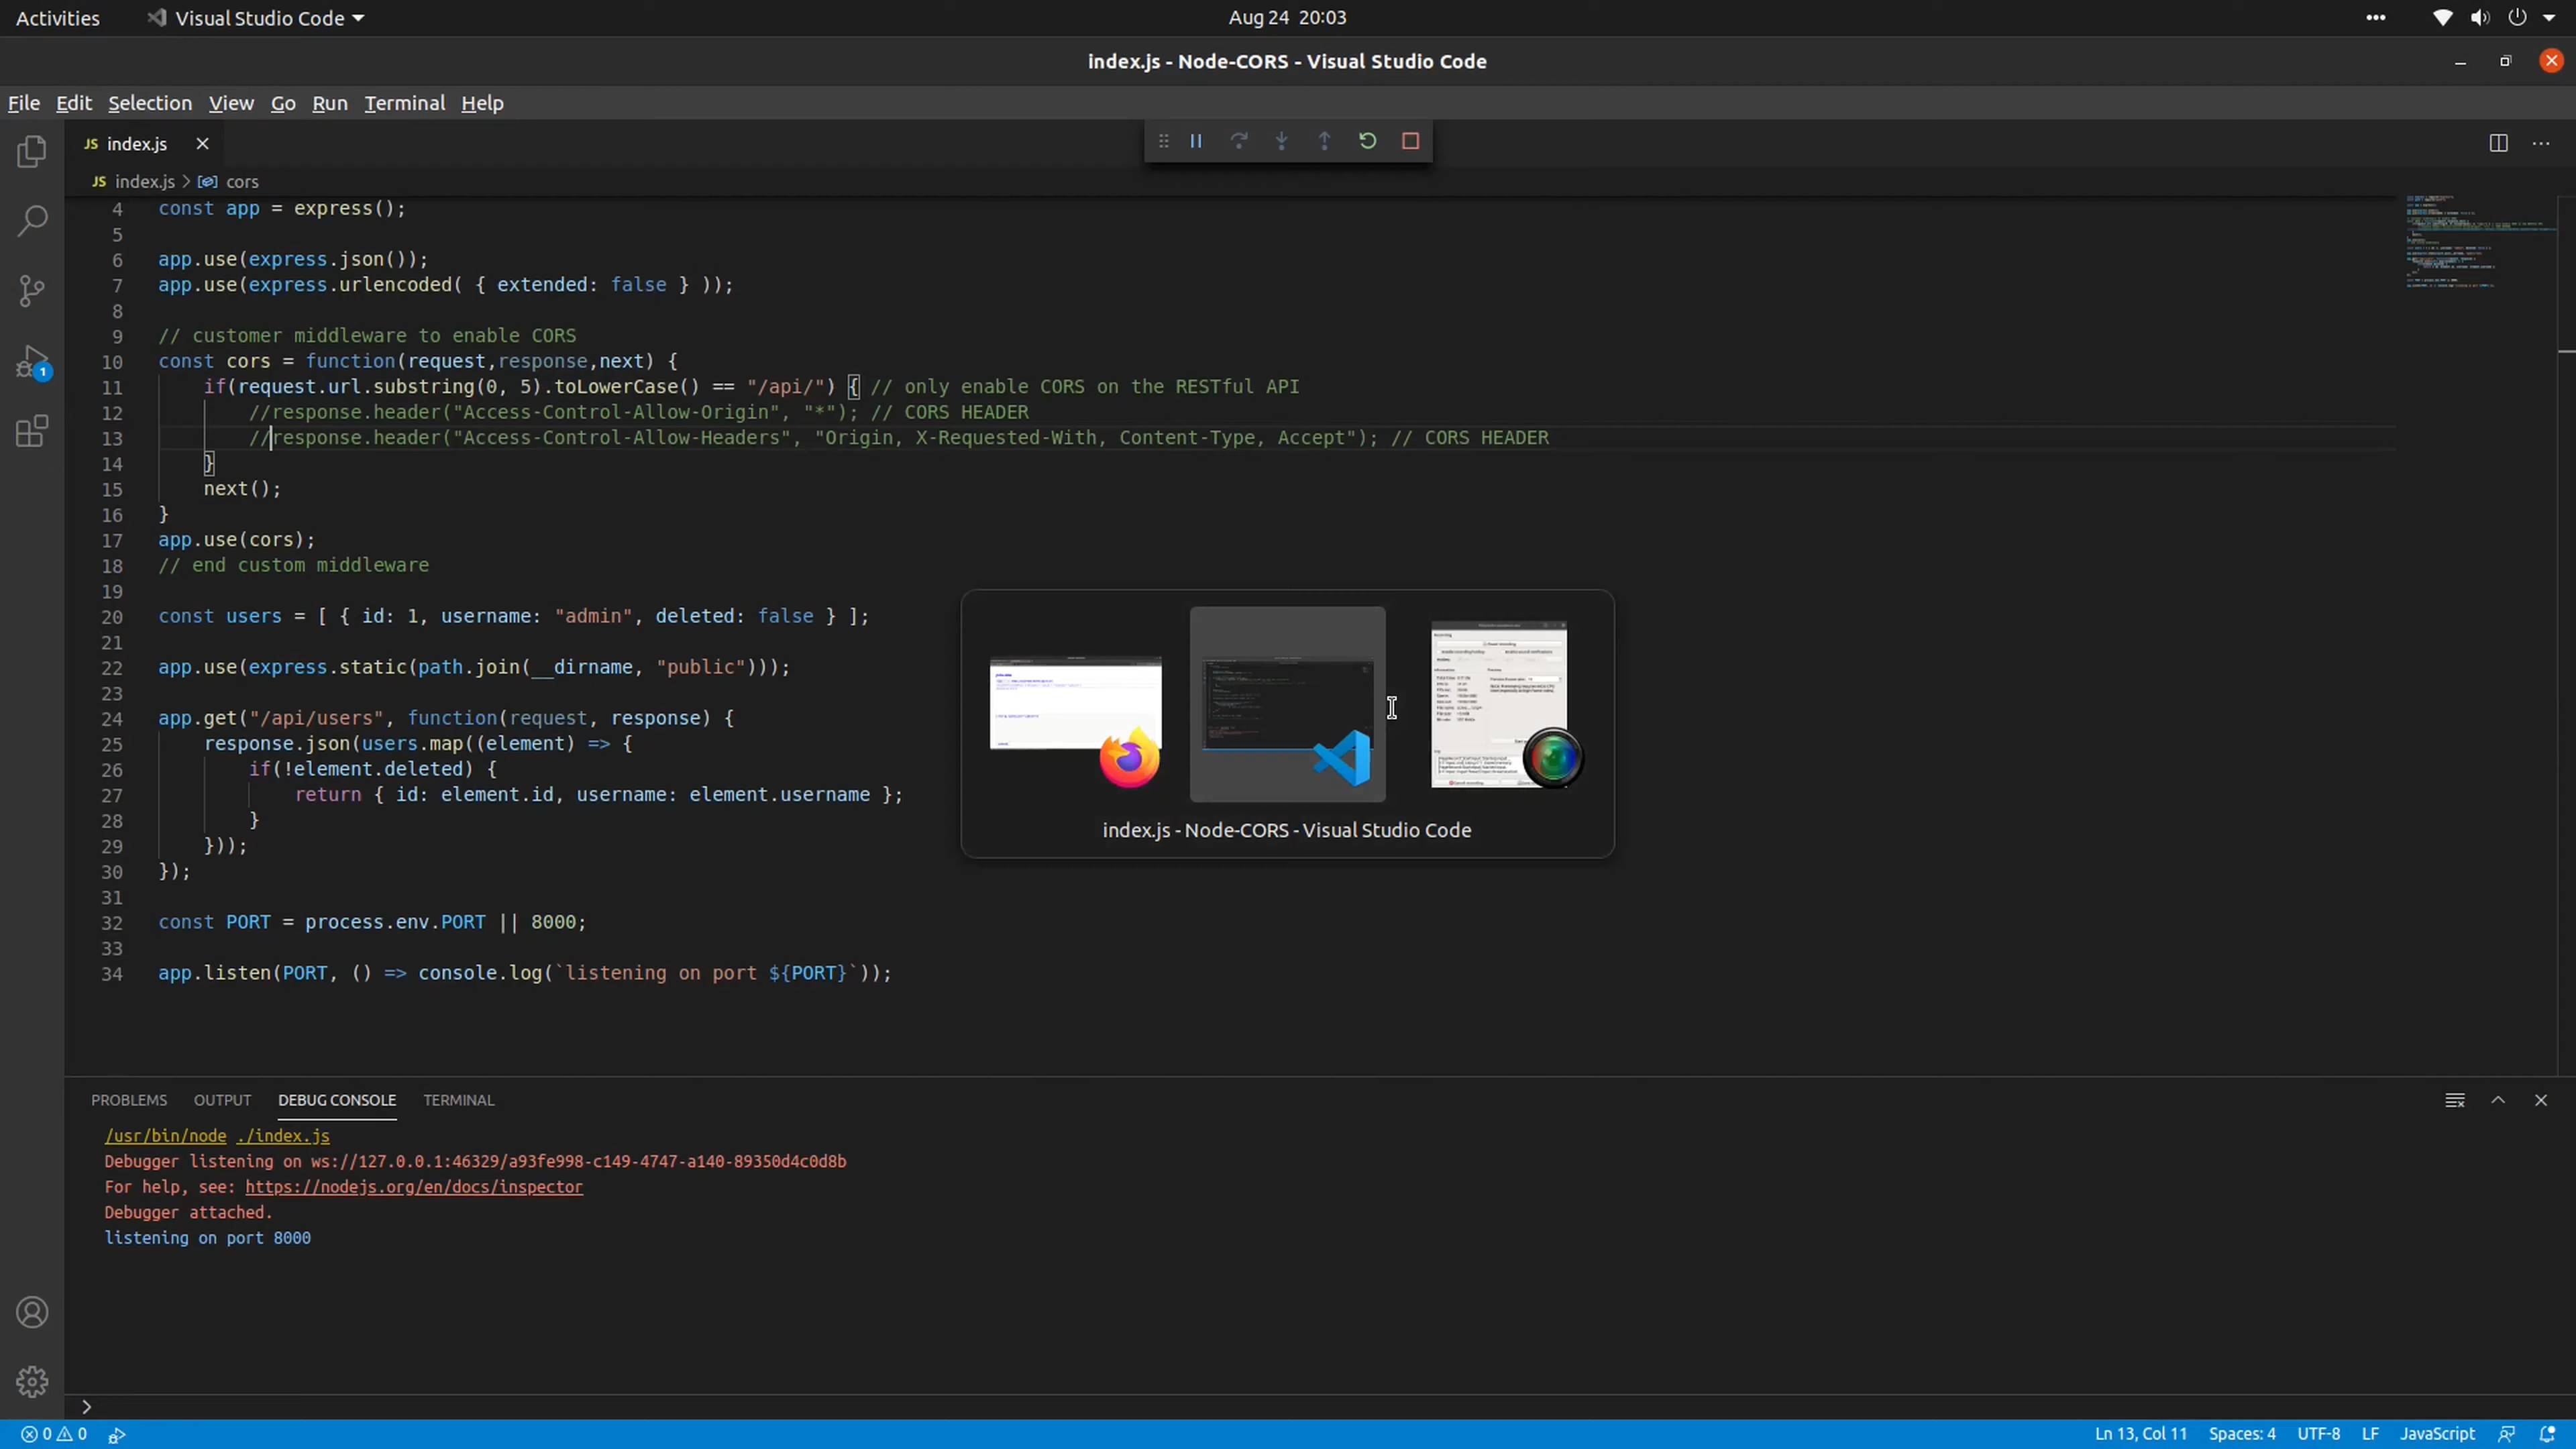 Activities
Visual Studio Code
Aug 24 20:03
index.js - Node-CORS - Visual Studio Code
File Edit Selection View Go Run Terminal Help
JS index.js
JS index.js > cors
4 const app = express();
5
6 app.use(express.json());
7 app.use(express.urlencoded( { extended: false } ));
8
9 // customer middleware to enable CORS
10 const cors = function(request,response,next) {
11 if(request.url.substring(0, 5).toLowerCase() == "/api/") { // only enable CORS on the RESTful API
12 //response.header("Access-Control-Allow-Origin", "*"); // CORS HEADER
13 //response.header("Access-Control-Allow-Headers", "Origin, X-Requested-With, Content-Type, Accept"); // CORS HEADER
14 }
15 next();
16 }
17 app.use(cors);
18 // end custom middleware
19
20 const users = [ { id: 1, username: "admin", deleted: false } ];
21
22 app.use(express.static(path.join(__dirname, "public")));
23
24 app.get("/api/users", function(request, response) {
25 response.json(users.map((element) => {
26 if(!element.deleted) {
27 return { id: element.id, username: element.username };
28 }
29 }));
30 });
31
32 const PORT = process.env.PORT || 8000;
33
34 app.listen(PORT, () => console.log(`listening on port ${PORT}`));
index.js - Node-CORS - Visual Studio Code
PROBLEMS OUTPUT DEBUG CONSOLE TERMINAL
/usr/bin/node ./index.js
Debugger listening on ws://127.0.0.1:46329/a93fe998-c149-4747-a140-89350d4c0d8b
For help, see: https://nodejs.org/en/docs/inspector
Debugger attached.
listening on port 8000
1
0 0
Ln 13, Col 11 Spaces: 4 UTF-8 LF JavaScript